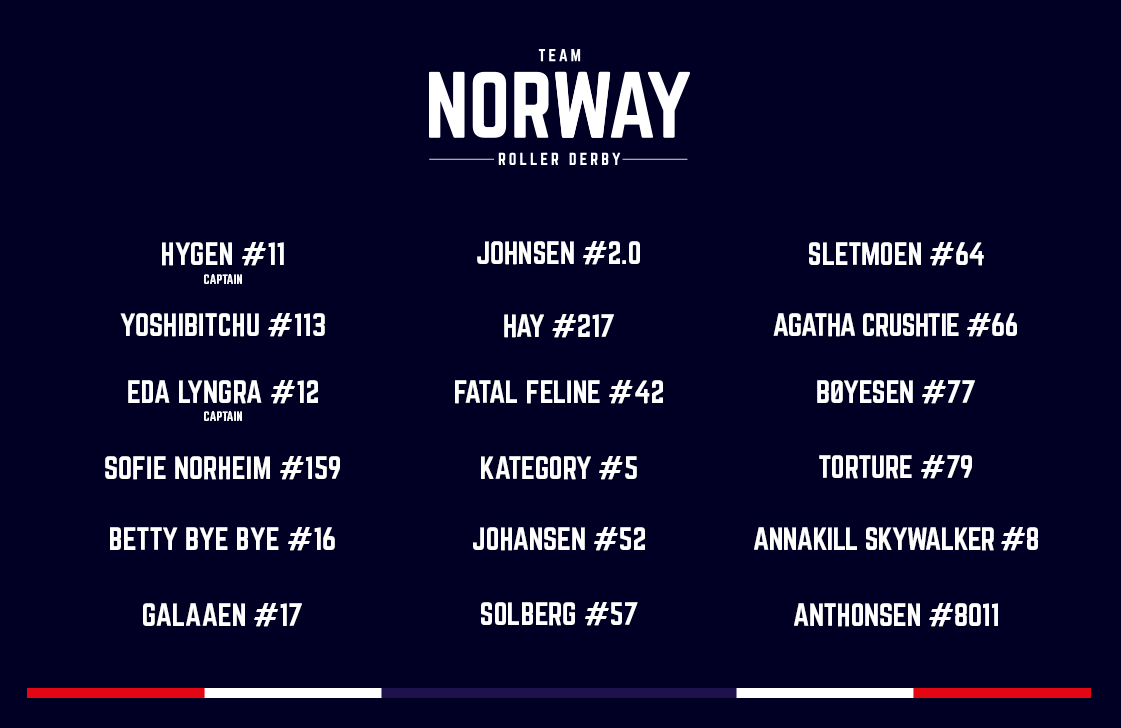 TEAM
NORWAY
ROLLER DERBY
HYGEN #11
CAPTAIN
YOSHIBITCHU #113
EDA LYNGRA #12
CAPTAIN
SOFIE NORHEIM #159
BETTY BYE BYE #16
GALAAEN #17
JOHNSEN #2.0
HAY #217
FATAL FELINE #42
KATEGORY #5
JOHANSEN #52
SOLBERG #57
SLETMOEN #64
AGATHA CRUSHTIE #66
BØYESEN #77
TORTURE #79
ANNAKILL SKYWALKER #8
ANTHONSEN #8011